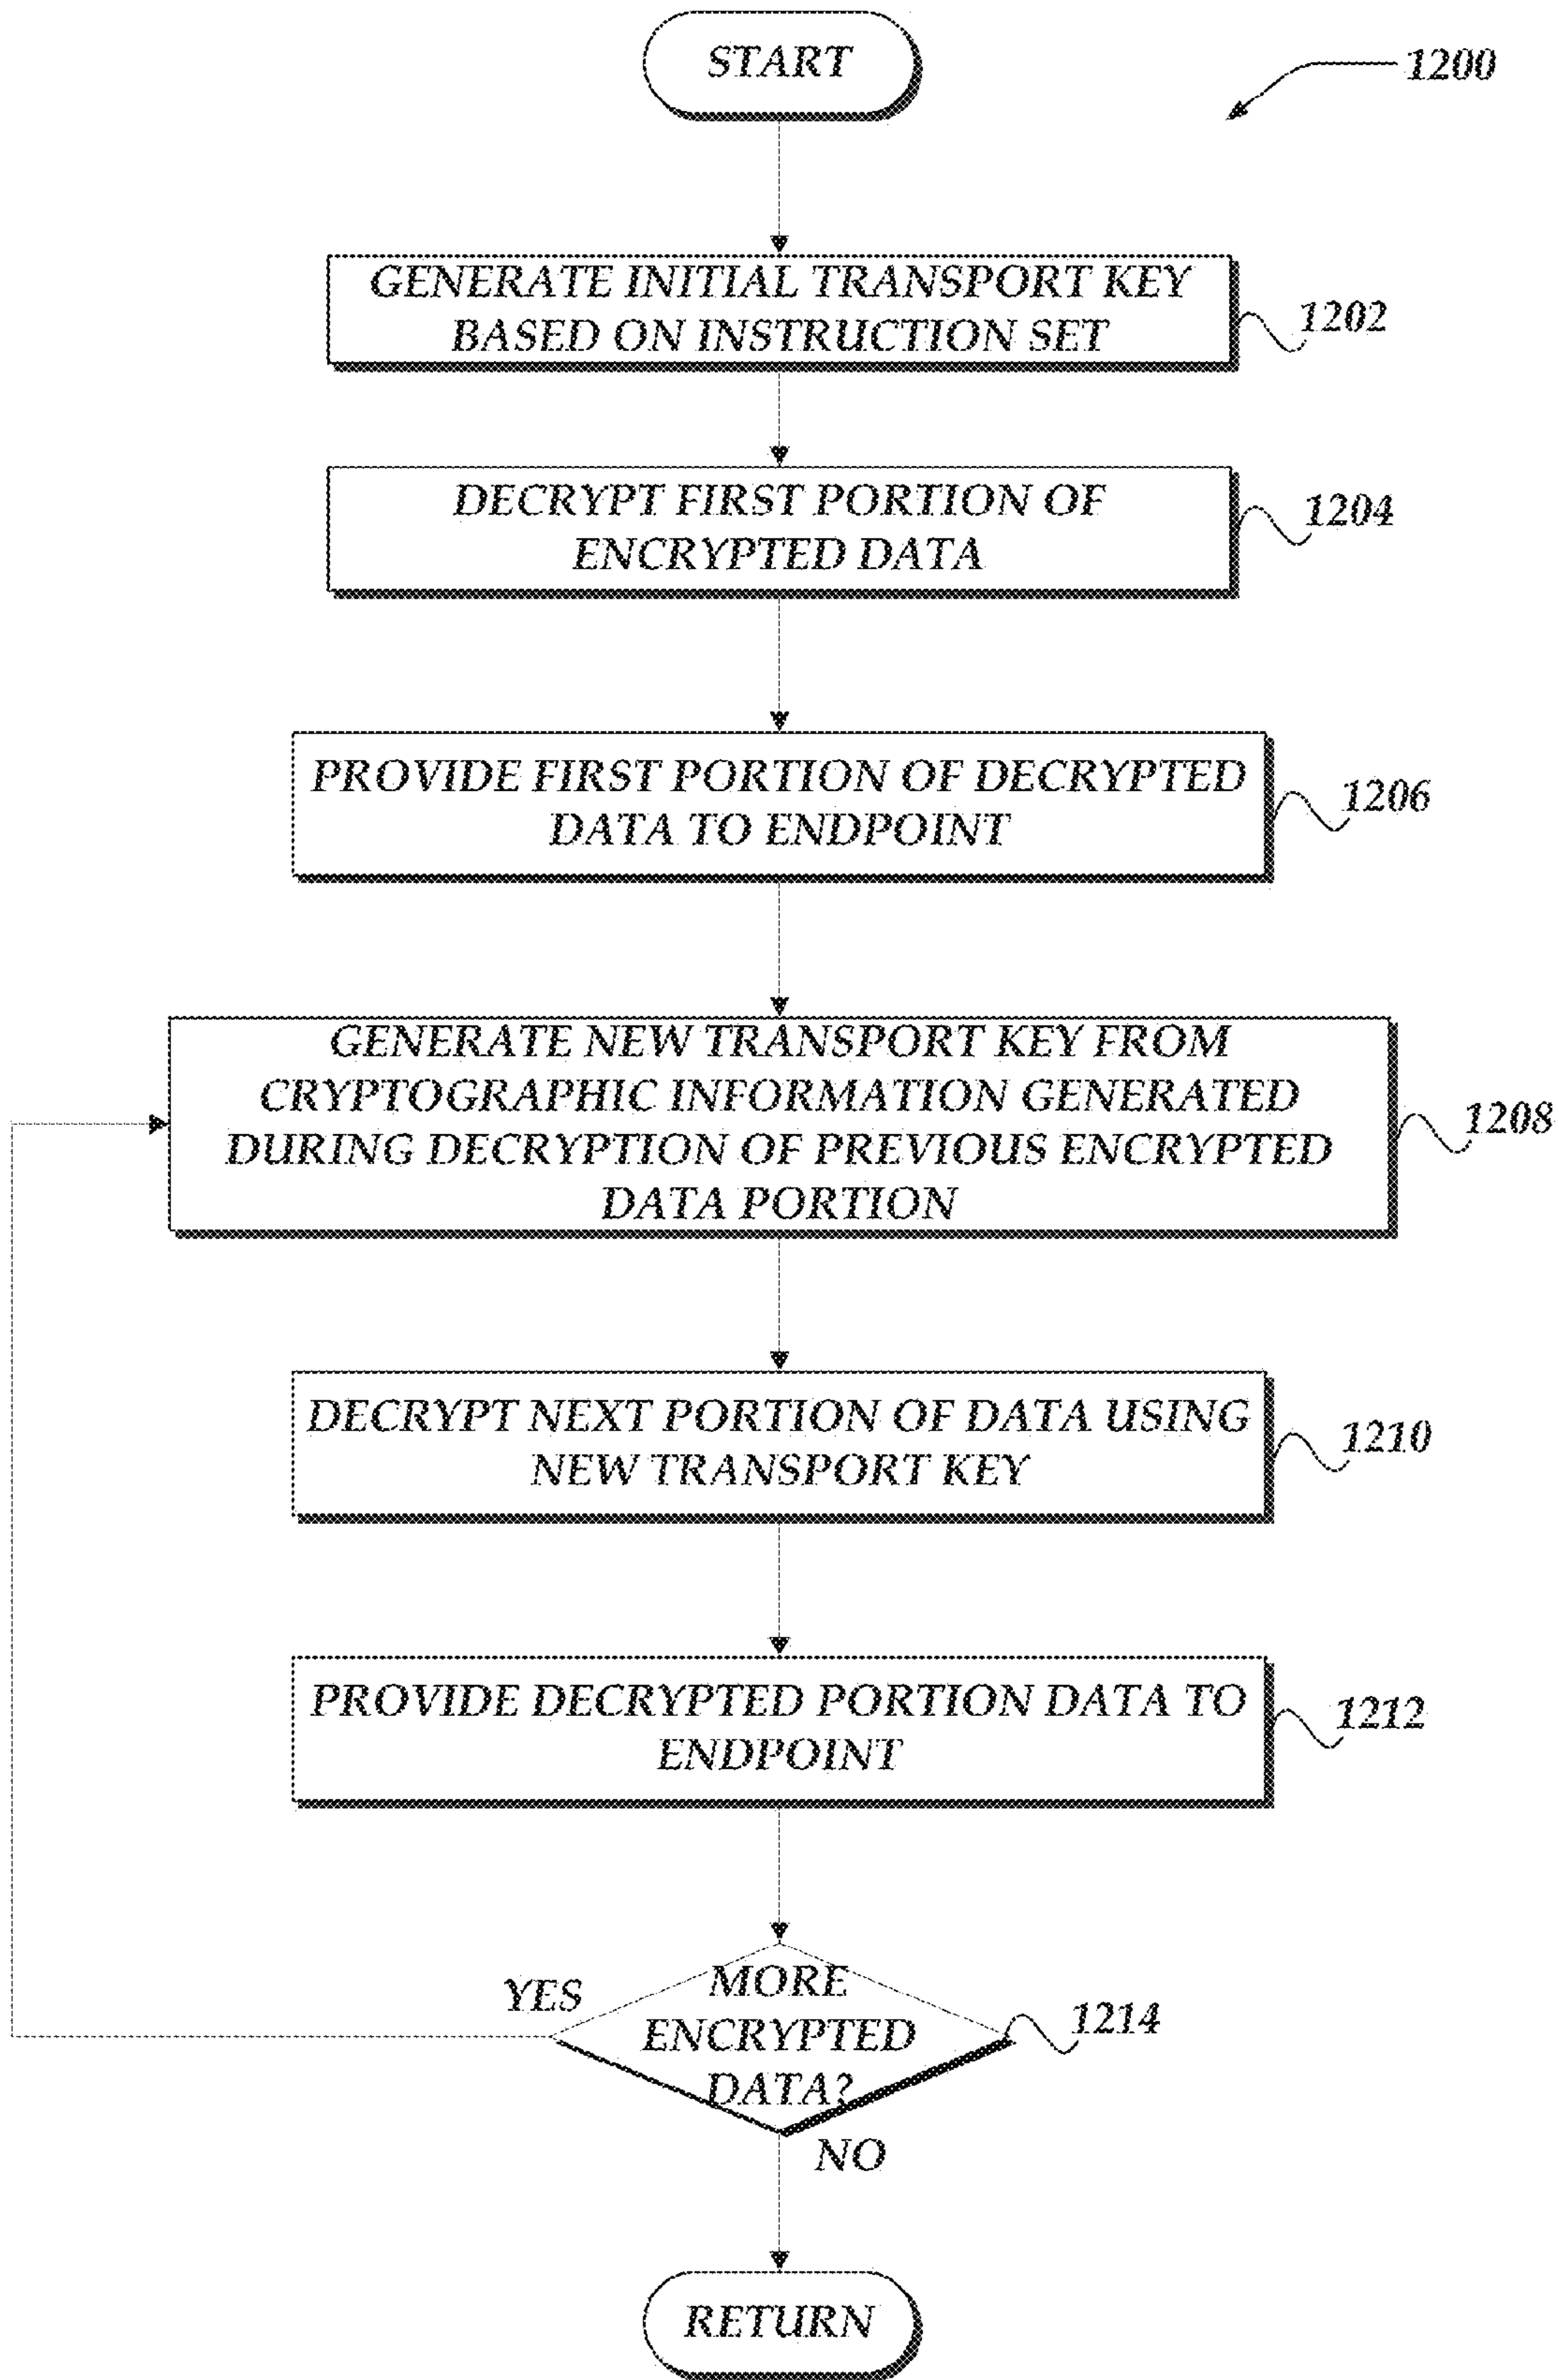 START
1200
GENERATE INITIAL TRANSPORT KEY
BASED ON INSTRUCTION SET
1202
DECRYPT FIRST PORTION OF
ENCRYPTED DATA
1204
PROVIDE FIRST PORTION OF DECRYPTED
DATA TO ENDPOINT
1206
GENERATE NEW TRANSPORT KEY FROM
CRYPTOGRAPHIC INFORMATION GENERATED
DURING DECRYPTION OF PREVIOUS ENCRYPTED
DATA PORTION
1208
DECRYPT NEXT PORTION OF DATA USING
NEW TRANSPORT KEY
1210
PROVIDE DECRYPTED PORTION DATA TO
ENDPOINT
1212
YES
MORE
ENCRYPTED
DATA?
1214
NO
RETURN